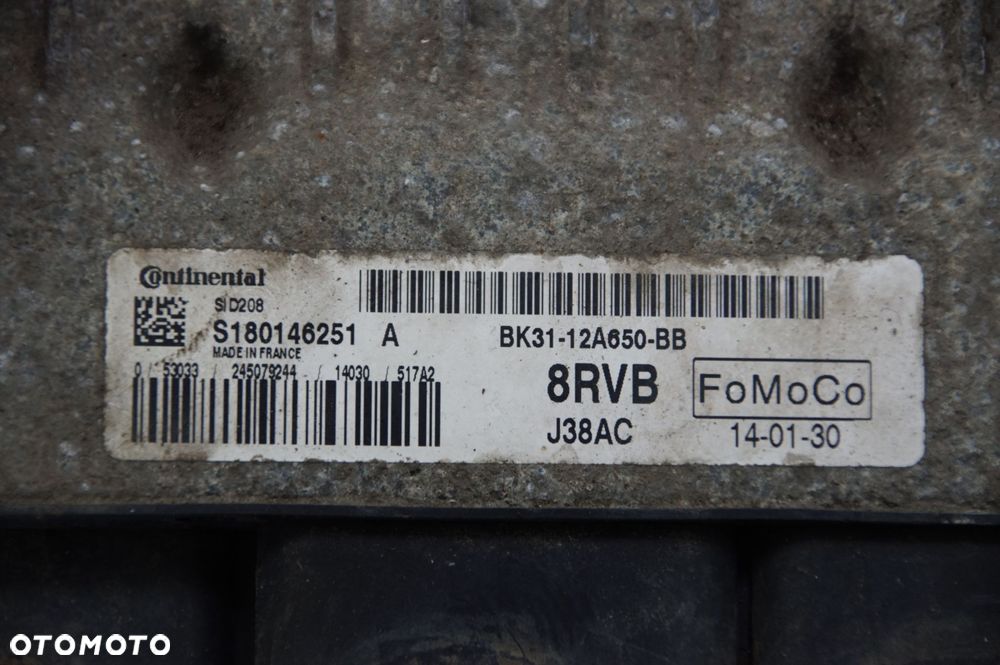 Continental
SID208
S180146251 A
BK31-12A650-BB
MADE IN FRANCE
0 / 53033 / 245079244 / 14030 / 517A2
8RVB
FoMoCo
J38AC
14-01-30
OTOMOTO